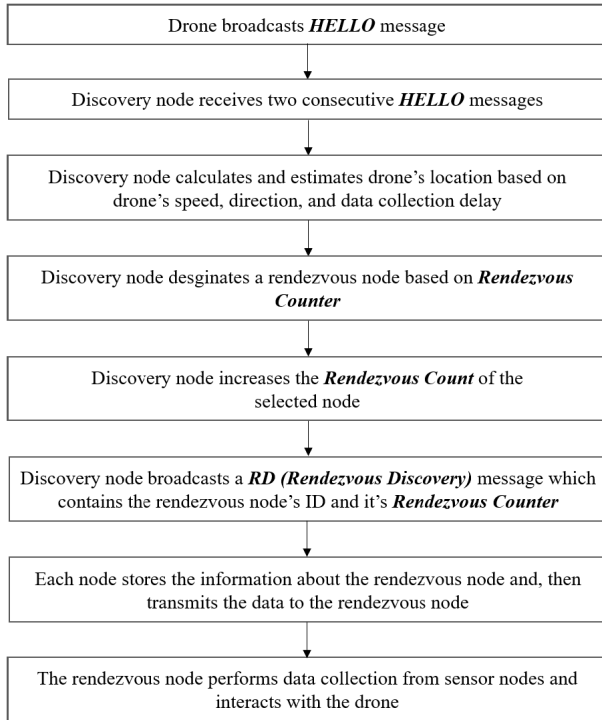 Drone broadcasts HELLO message
Discovery node receives two consecutive HELLO messages
Discovery node calculates and estimates drone's location based on
drone's speed, direction, and data collection delay
Discovery node desginates a rendezvous node based on Rendezvous
Counter
Discovery node increases the Rendezvous Count of the
selected node
Discovery node broadcasts a RD (Rendezvous Discovery) message which
contains the rendezvous node's ID and it's Rendezvous Counter
Each node stores the information about the rendezvous node and, then
transmits the data to the rendezvous node
The rendezvous node performs data collection from sensor nodes and
interacts with the drone